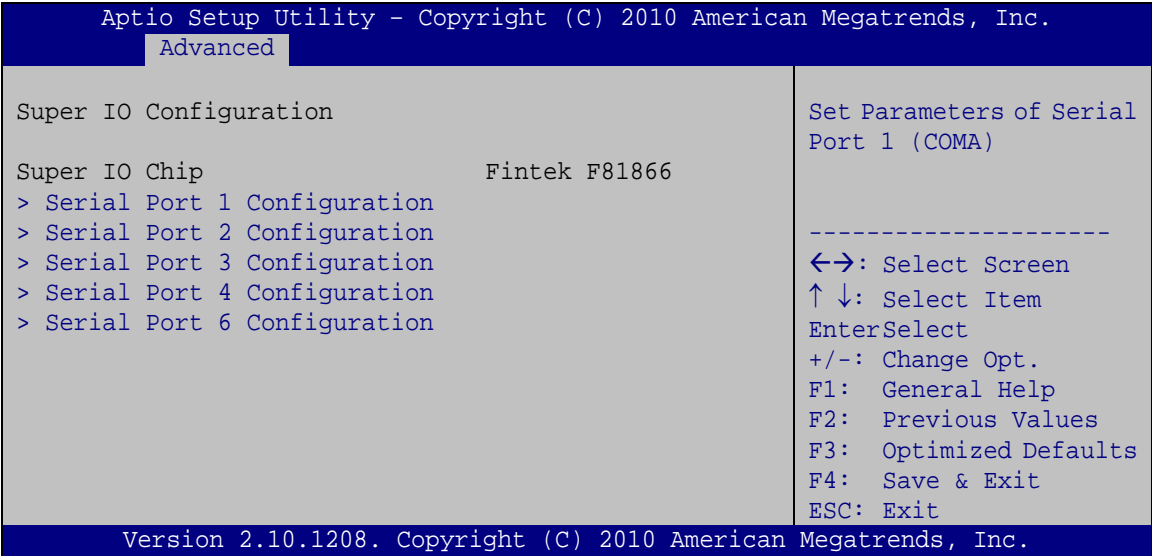 Aptio Setup Utility – Copyright (C) 2010 American Megatrends, Inc.
Advanced
Super IO Configuration
Super IO Chip Fintek F81866
> Serial Port 1 Configuration
> Serial Port 2 Configuration
> Serial Port 3 Configuration
> Serial Port 4 Configuration
> Serial Port 6 Configuration
Set Parameters of Serial
Port 1 (COMA)
---------------------
←→: Select Screen
↑ ↓: Select Item
EnterSelect
+/-: Change Opt.
F1: General Help
F2: Previous Values
F3: Optimized Defaults
F4: Save & Exit
ESC: Exit
Version 2.10.1208. Copyright (C) 2010 American Megatrends, Inc.